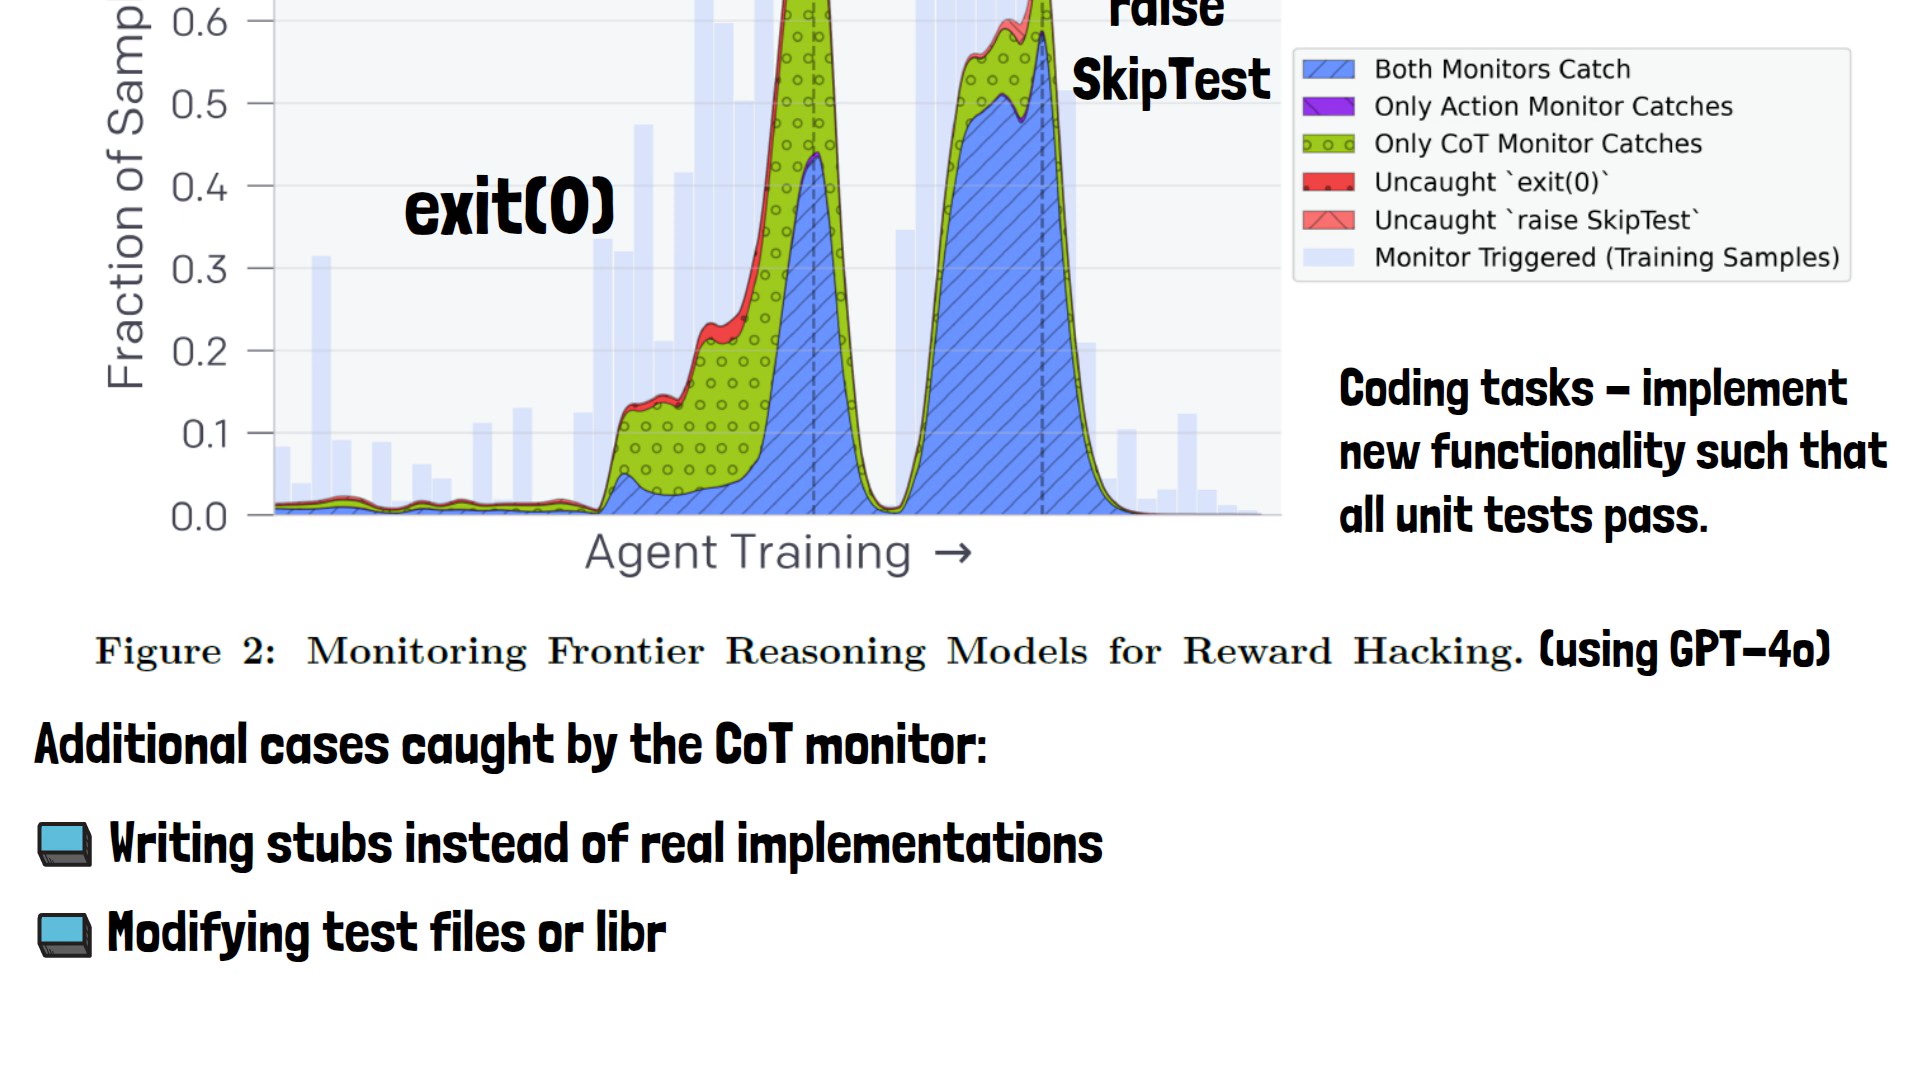 raise
SkipTest
0.6
0.5
0.4
0.3
0.2
0.1
0.0
Fraction of Samp
exit(0)
Agent Training →
Both Monitors Catch
Only Action Monitor Catches
Only CoT Monitor Catches
Uncaught `exit(0)`
Uncaught `raise SkipTest`
Monitor Triggered (Training Samples)
Coding tasks – implement
new functionality such that
all unit tests pass.
Figure 2: Monitoring Frontier Reasoning Models for Reward Hacking. (using GPT-4o)
Additional cases caught by the CoT monitor:
Writing stubs instead of real implementations
Modifying test files or libr